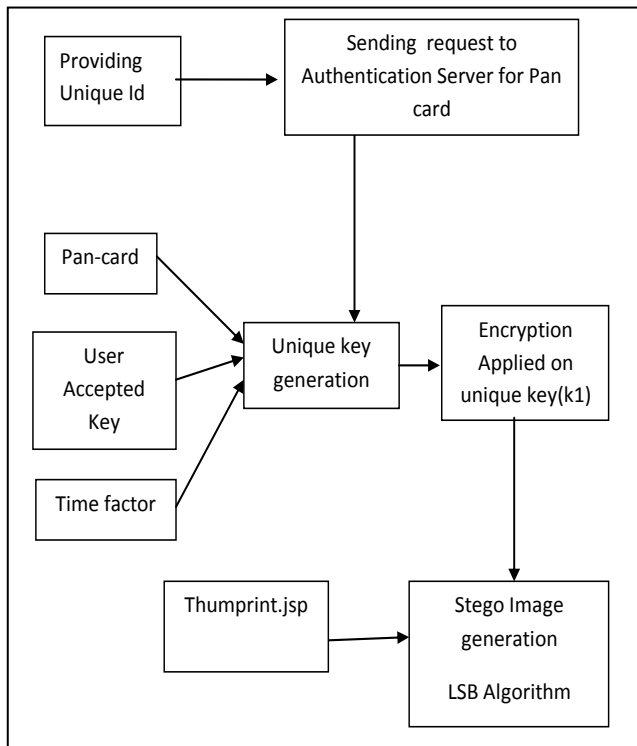 Providing
Unique Id
Sending request to
Authentication Server for Pan
card
Pan-card
User
Accepted
Key
Time factor
Unique key
generation
Encryption
Applied on
unique key(k1)
Thumprint.jsp
Stego Image
generation
LSB Algorithm